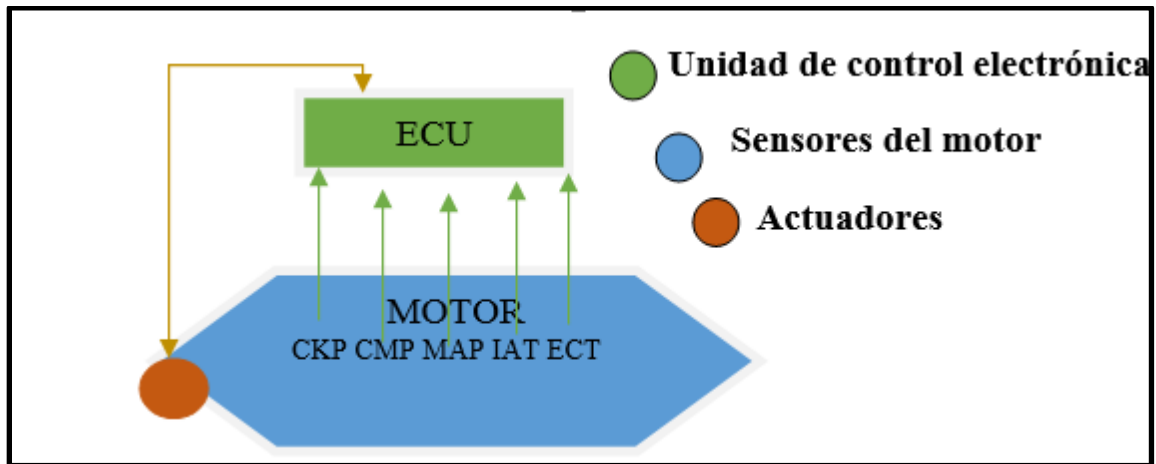 Unidad de control electrónica
ECU
Sensores del motor
Actuadores
MOTOR
CKP CMP MAP IAT ECT